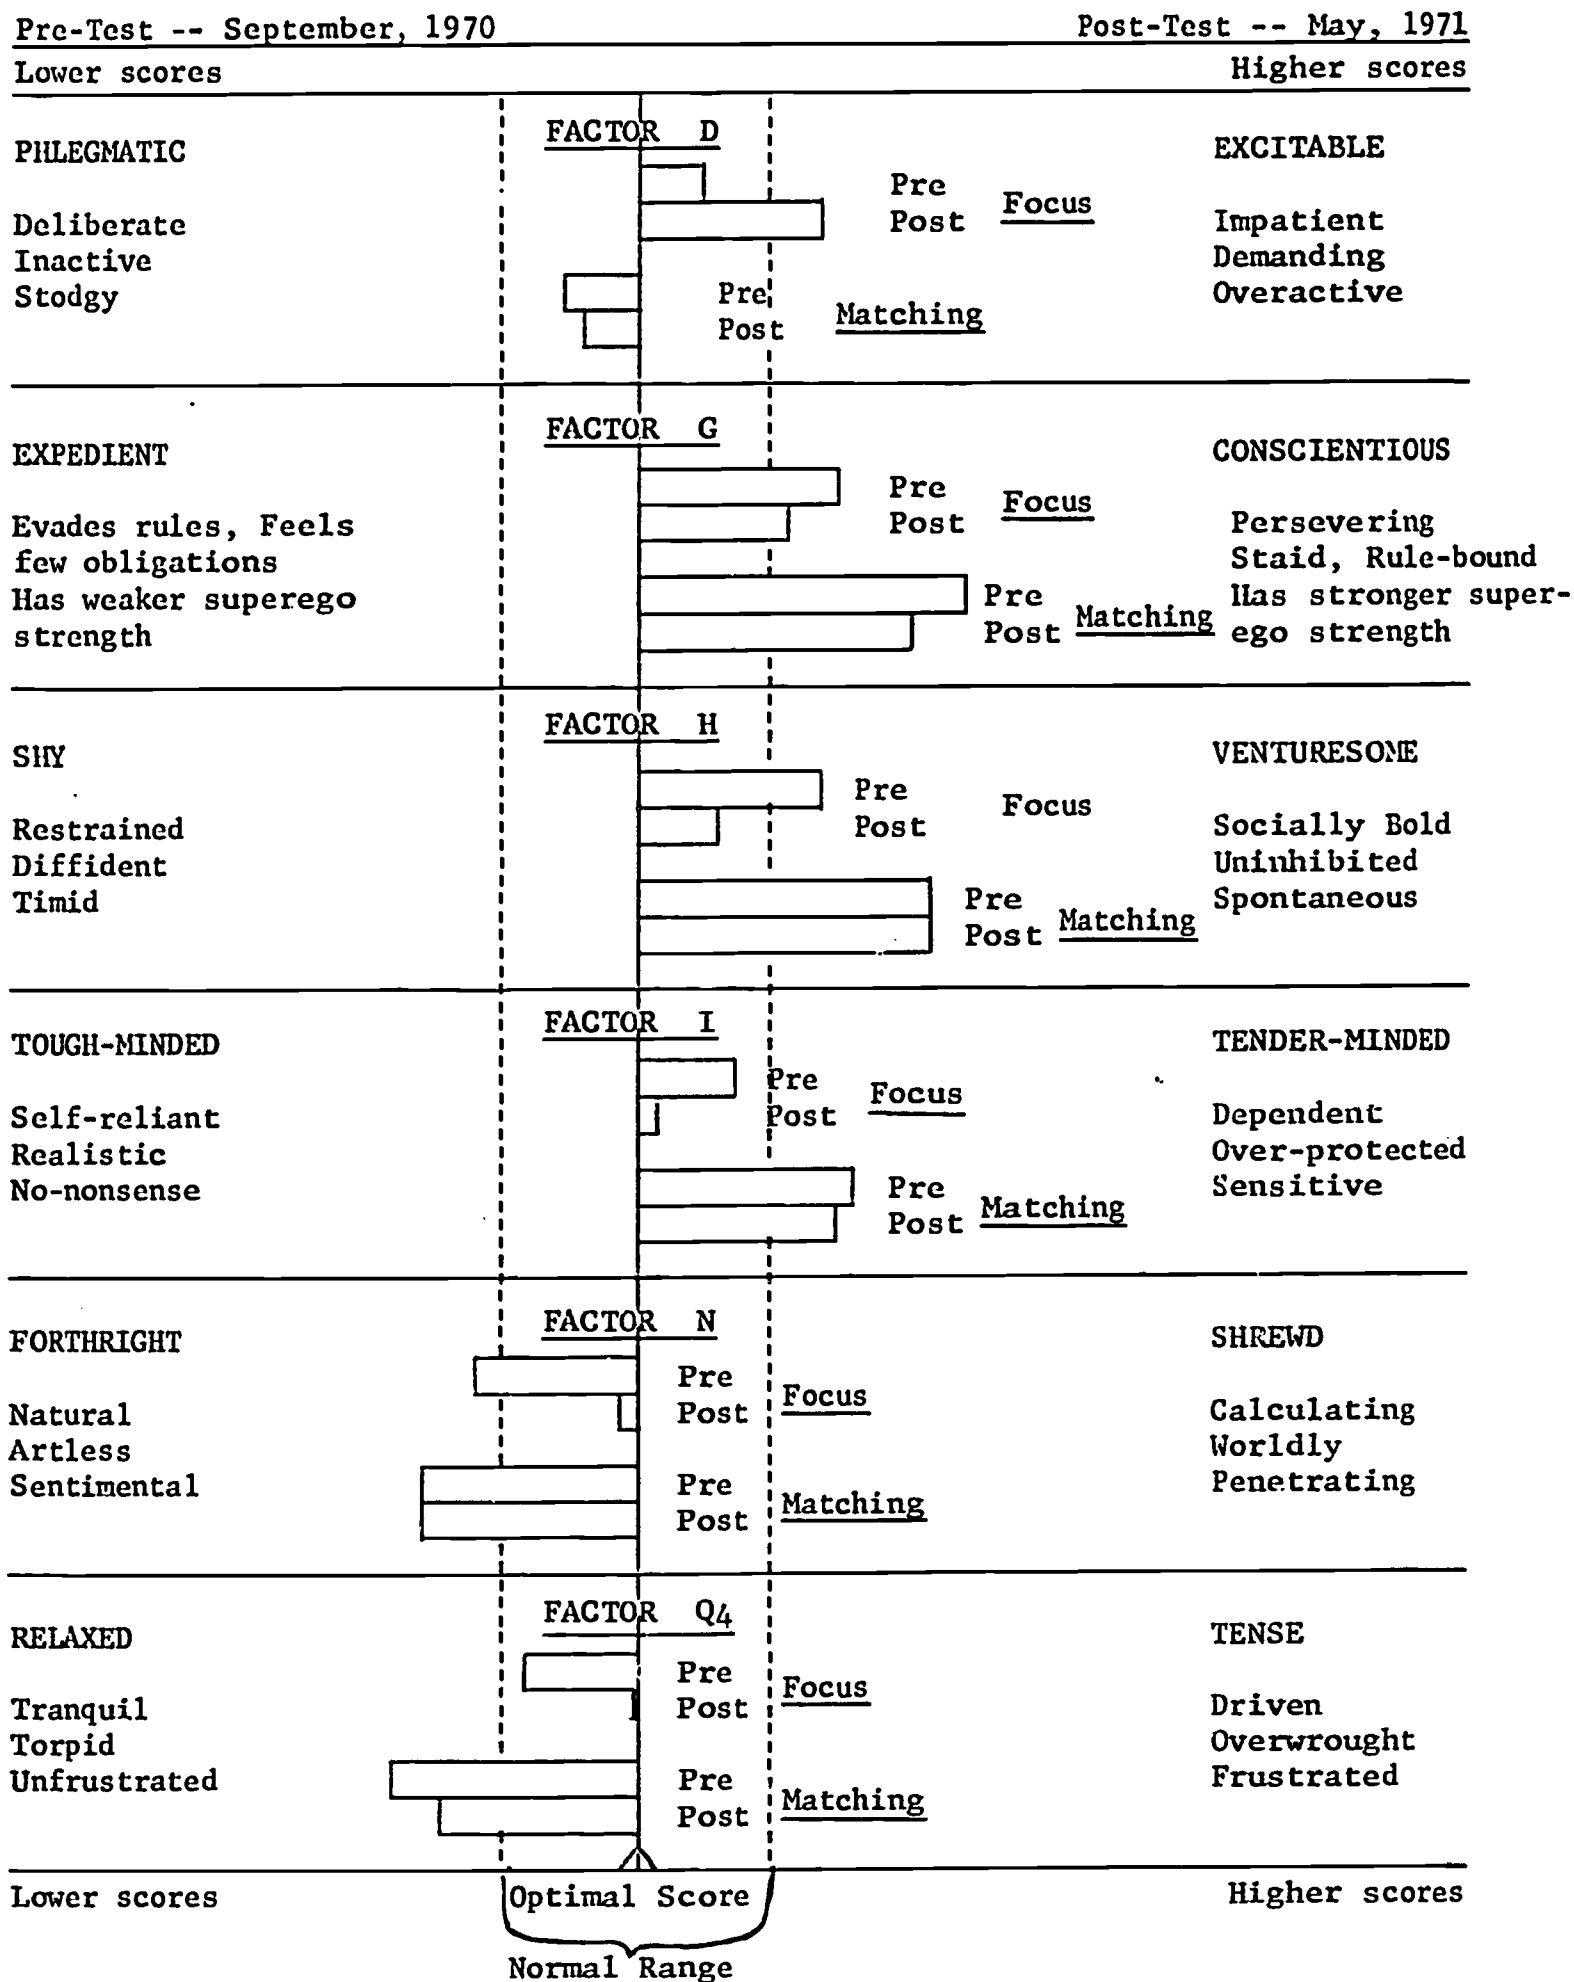 Pre-Test -- September, 1970 Post-Test -- May, 1971
Lower scores Higher scores
FACTOR D
PHLEGMATIC EXCITABLE
Pre
Post Focus
Deliberate Impatient
Inactive Demanding
Stodgy Overactive
Pre
Post Matching
FACTOR G
EXPEDIENT CONSCIENTIOUS
Pre
Post Focus
Evades rules, Feels Persevering
few obligations Staid, Rule-bound
Has weaker superego Has stronger super-
strength ego strength
Pre
Post Matching
FACTOR H
SHY VENTURESOME
Pre
Post Focus
Restrained Socially Bold
Diffident Uninhibited
Timid Spontaneous
Pre
Post Matching
FACTOR I
TOUGH-MINDED TENDER-MINDED
Pre
Post Focus
Self-reliant Dependent
Realistic Over-protected
No-nonsense Sensitive
Pre
Post Matching
FACTOR N
FORTHRIGHT SHREWD
Pre
Post Focus
Natural Calculating
Artless Worldly
Sentimental Penetrating
Pre
Post Matching
FACTOR Q4
RELAXED TENSE
Pre
Post Focus
Tranquil Driven
Torpid Overwrought
Unfrustrated Frustrated
Pre
Post Matching
Lower scores Optimal Score Higher scores
Normal Range